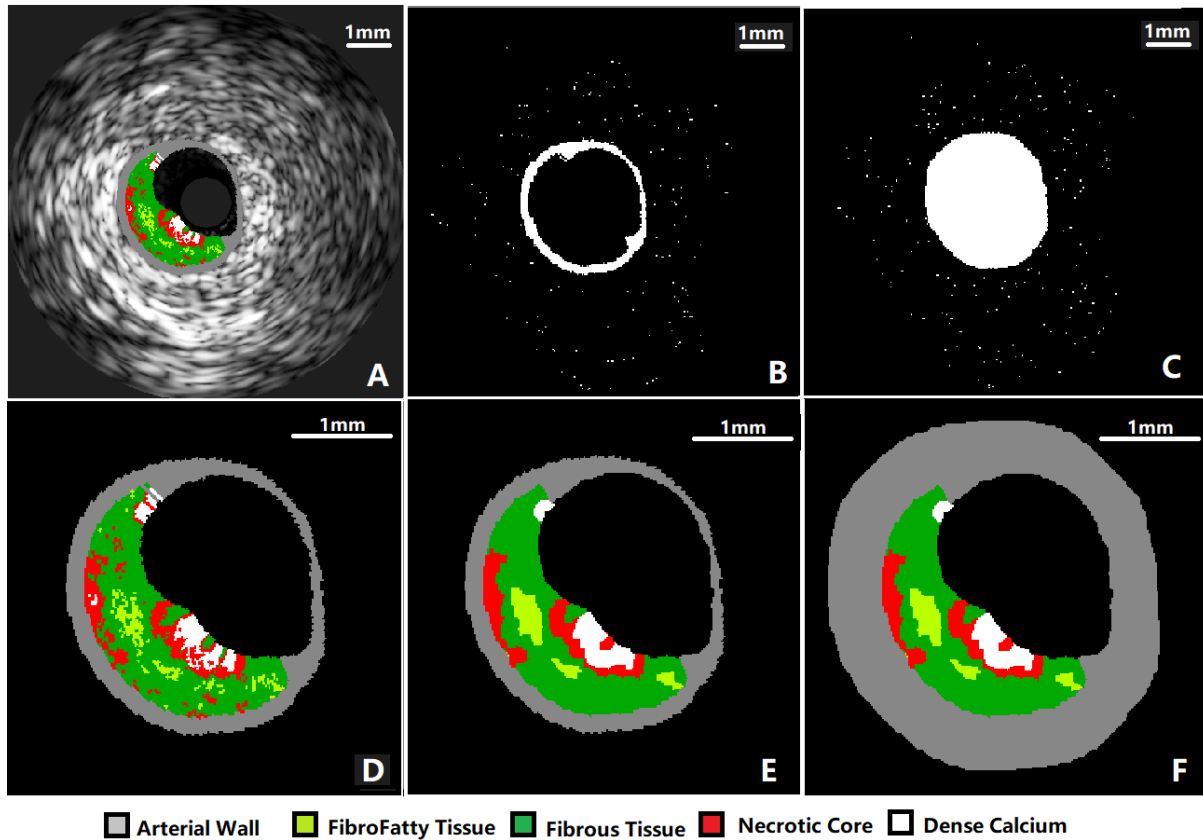 1mm
1mm
1mm
A
B
C
1mm
1mm
1mm
D
E
F
Arterial Wall FibroFatty Tissue Fibrous Tissue Necrotic Core Dense Calcium